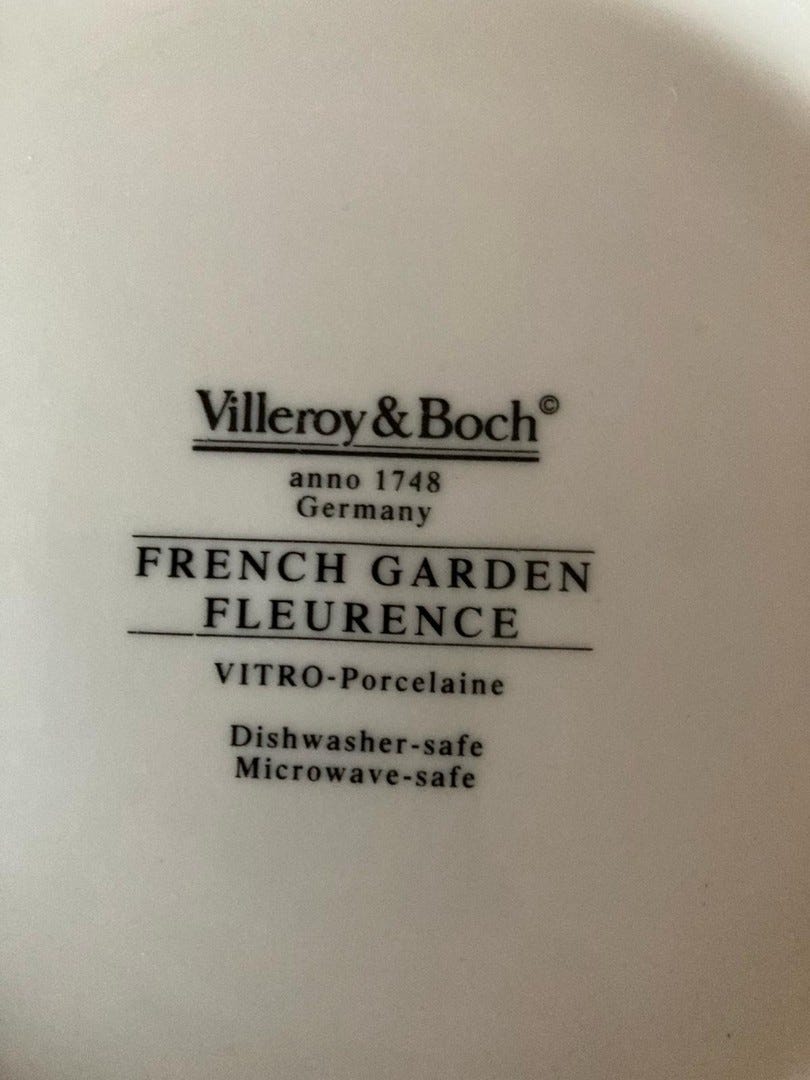 Villeroy & Boch©
anno 1748
Germany
FRENCH GARDEN
FLEURENCE
VITRO-Porcelaine
Dishwasher-safe
Microwave-safe